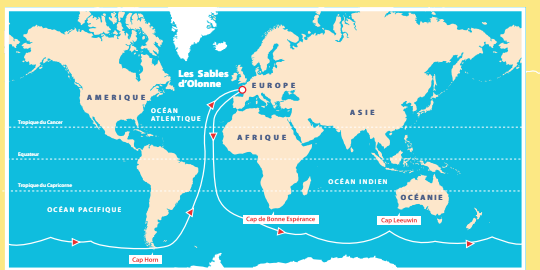 Les Sables
d'Olonne
EUROPE
AMERIQUE
ASIE
OCÉAN
ATLENTIQUE
Tropique du Cancer
AFRIQUE
Equateur
OCÉAN INDIEN
Tropique du Capricorne
OCÉANIE
OCÉAN PACIFIQUE
Cap de Bonne Espérance
Cap Leeuwin
Cap Horn